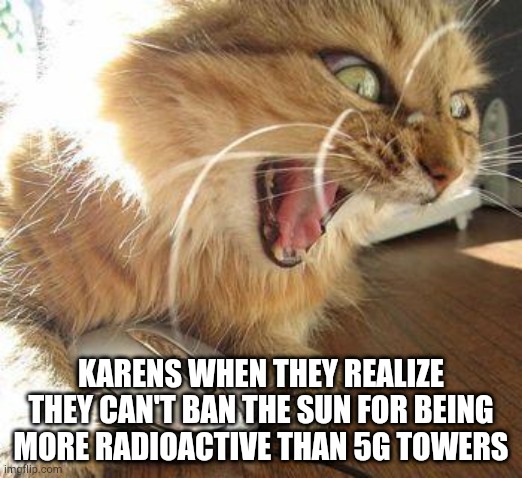 KARENS WHEN THEY REALIZE
THEY CAN'T BAN THE SUN FOR BEING
MORE RADIOACTIVE THAN 5G TOWERS
imgflip.com